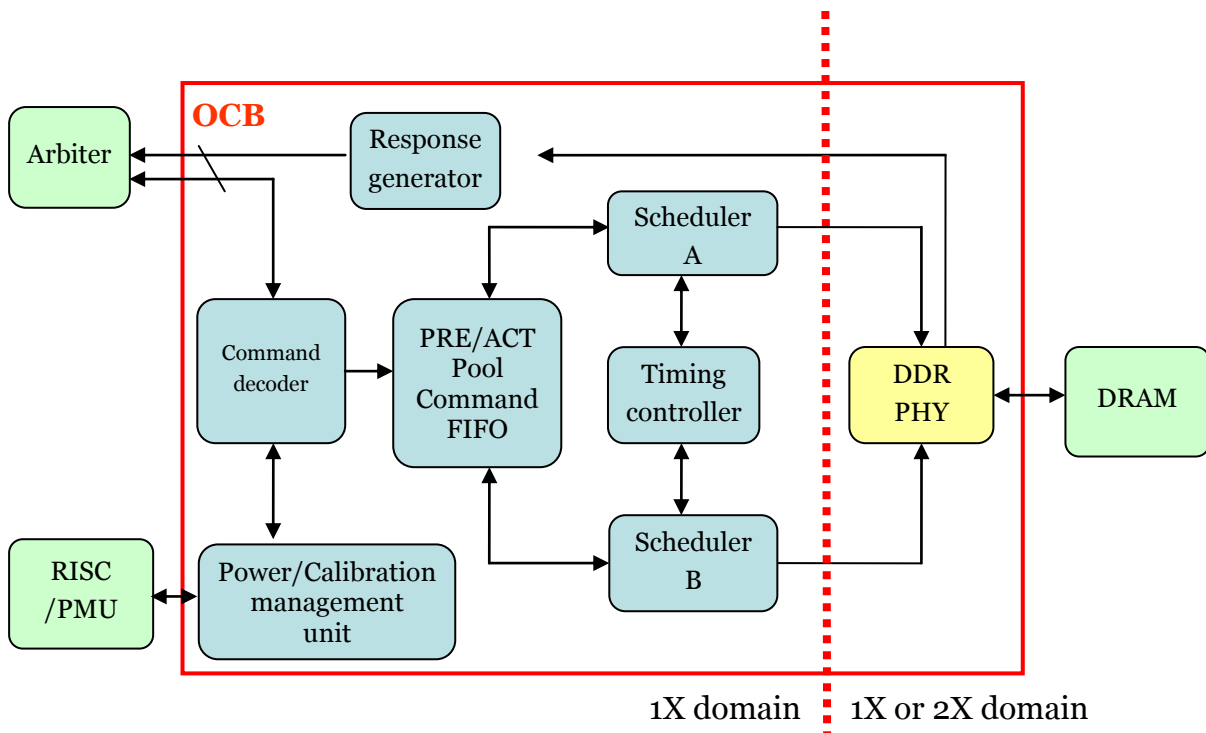 OCB
Arbiter
Response
generator
Scheduler
A
Command
decoder
PRE/ACT
Pool
Command
FIFO
Timing
controller
DDR
PHY
DRAM
Scheduler
B
RISC
/PMU
Power/Calibration
management
unit
1X domain
1X or 2X domain